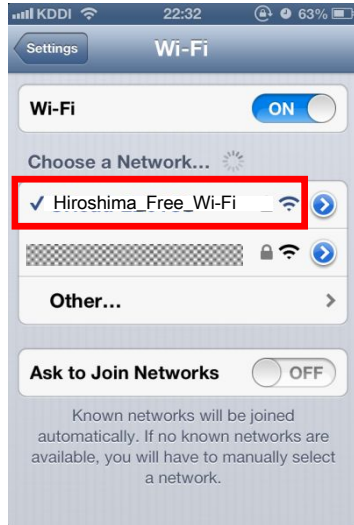 KDDI 22:32 63%
Settings Wi-Fi
Wi-Fi ON
Choose a Network...
Hiroshima_Free_Wi-Fi
Other...
Ask to Join Networks OFF
Known networks will be joined
automatically. If no known networks are
available, you will have to manually select
a network.